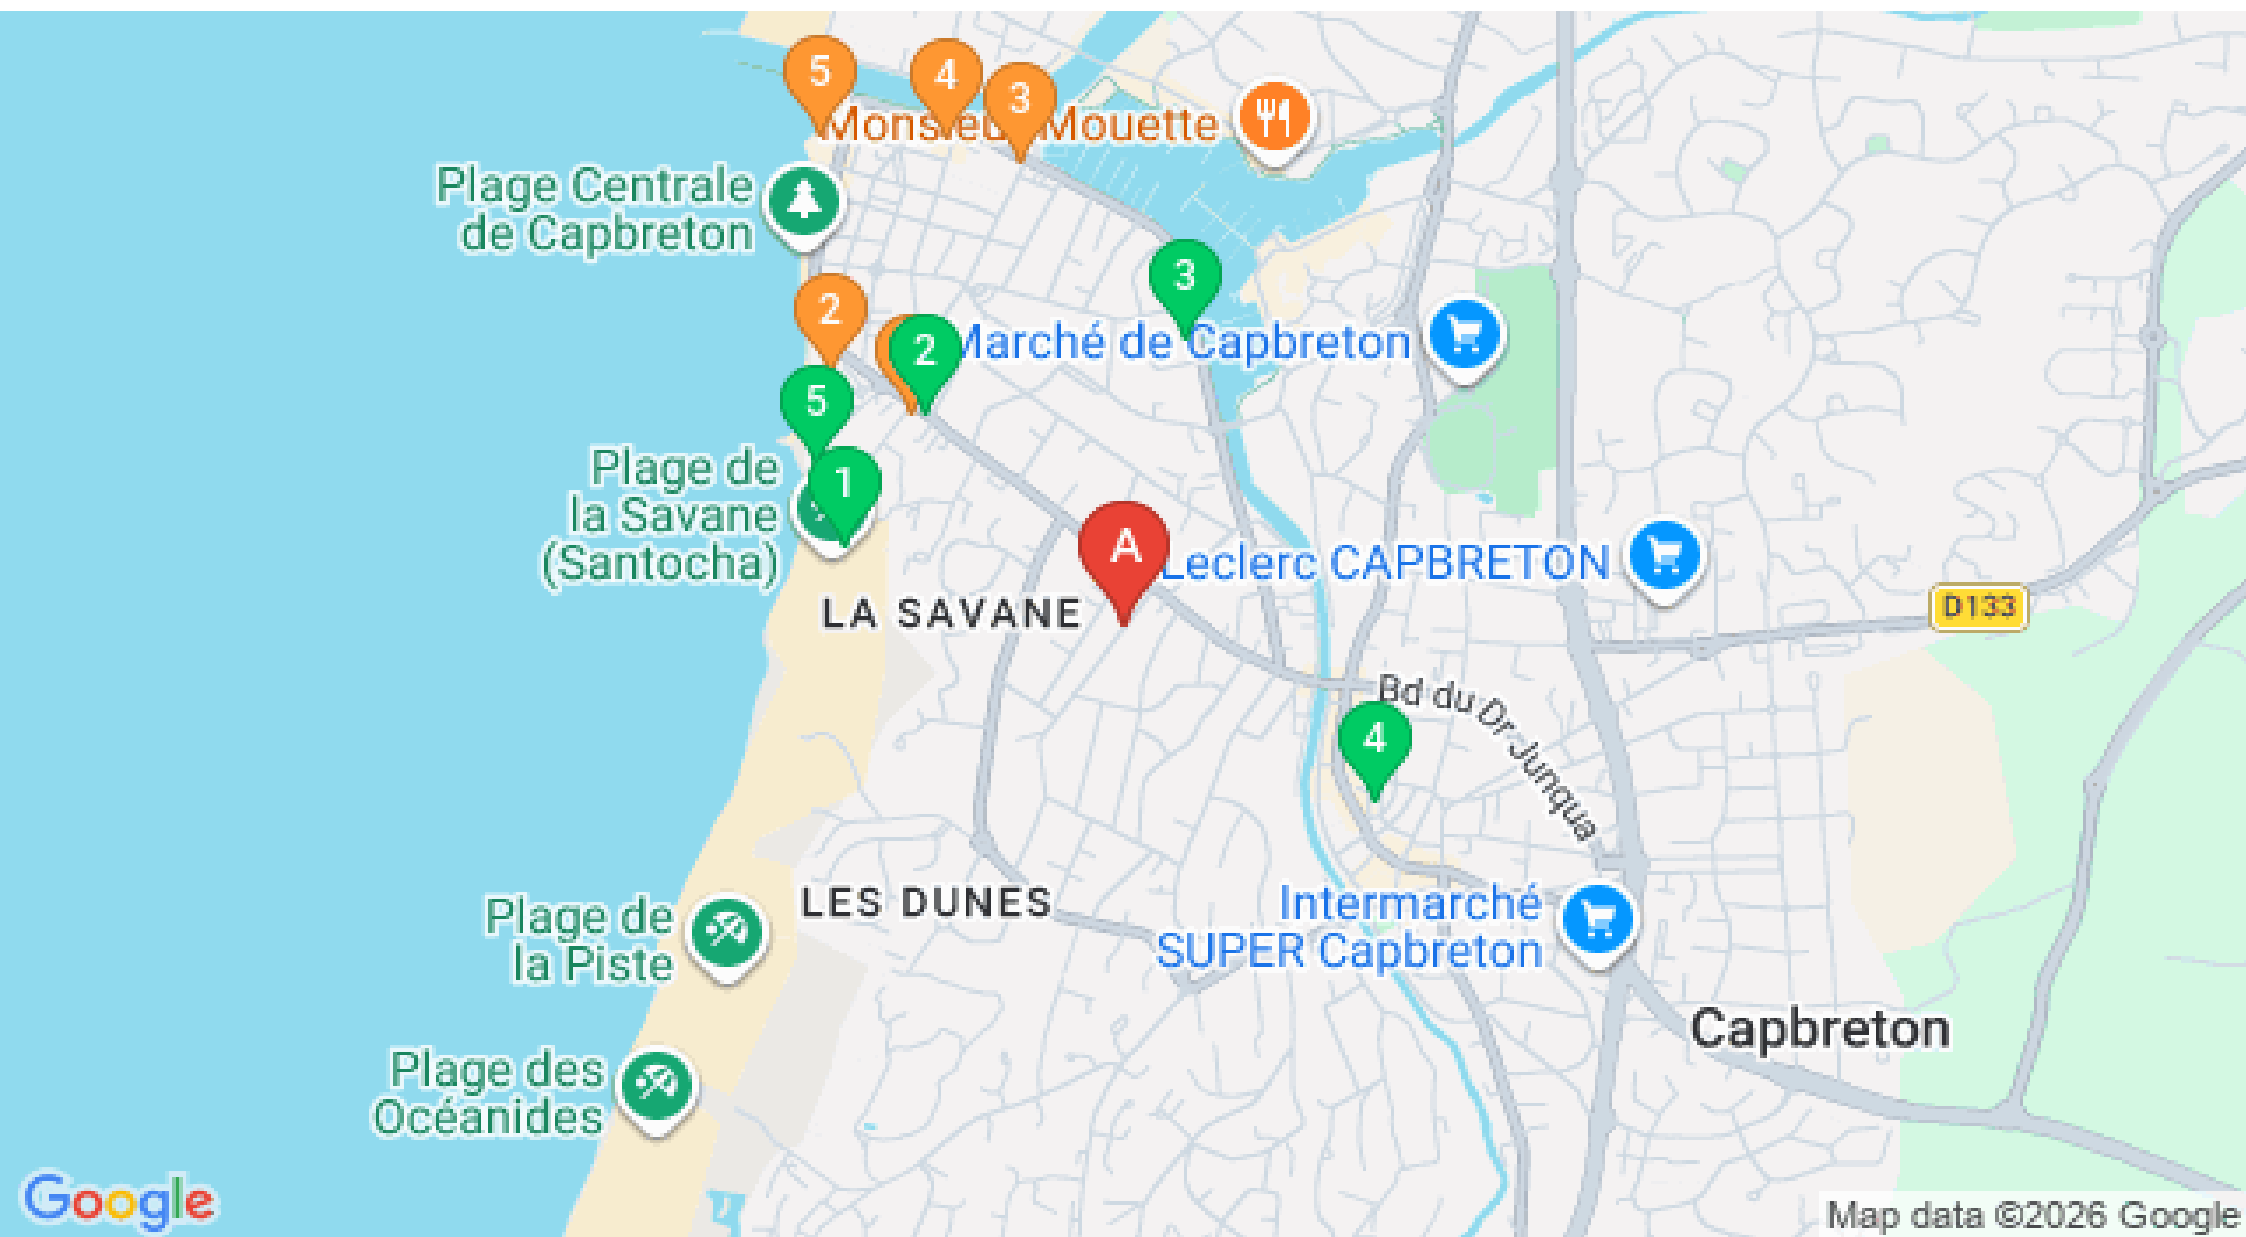 5
4
3
Monsieur Mouette
Plage Centrale
de Capbreton
3
2
2
Marché de Capbreton
5
Plage de
la Savane
(Santocha)
1
A
Leclerc CAPBRETON
D133
LA SAVANE
Bd du Dr Junqua
4
Plage de
la Piste
LES DUNES
Intermarché
SUPER Capbreton
Capbreton
Plage des
Océanides
Google
Map data ©2026 Google